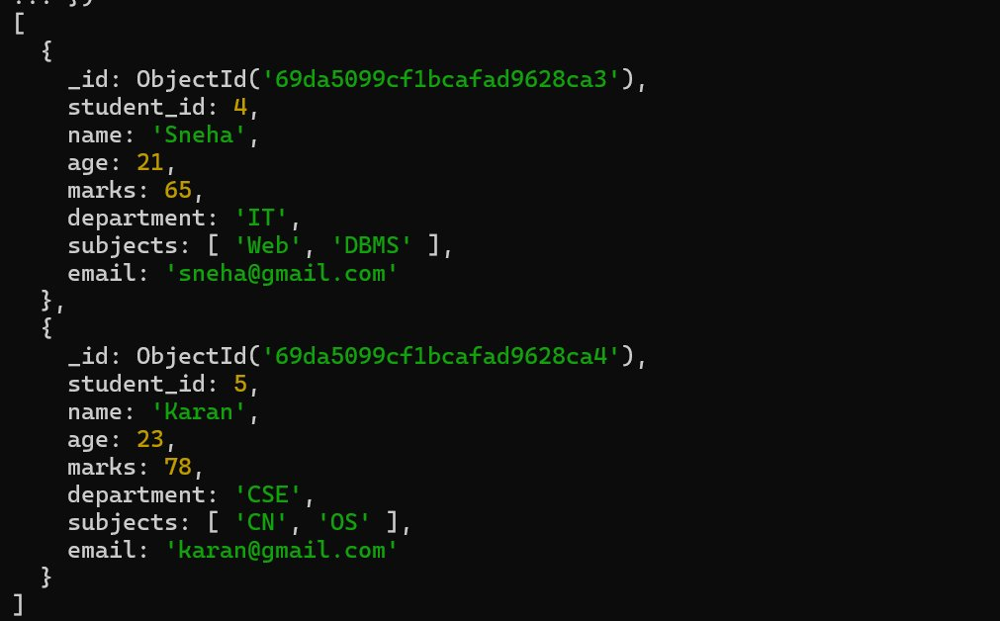 ... })
[
  {
    _id: ObjectId('69da5099cf1bcafad9628ca3'),
    student_id: 4,
    name: 'Sneha',
    age: 21,
    marks: 65,
    department: 'IT',
    subjects: [ 'Web', 'DBMS' ],
    email: 'sneha@gmail.com'
  },
  {
    _id: ObjectId('69da5099cf1bcafad9628ca4'),
    student_id: 5,
    name: 'Karan',
    age: 23,
    marks: 78,
    department: 'CSE',
    subjects: [ 'CN', 'OS' ],
    email: 'karan@gmail.com'
  }
]